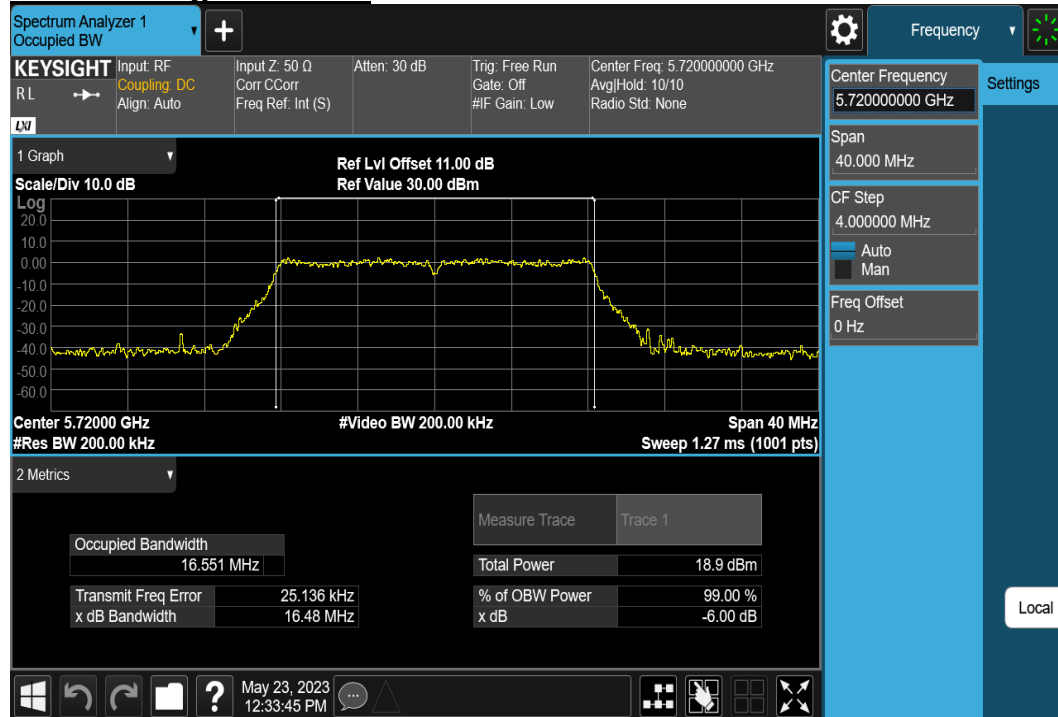 Spectrum Analyzer 1
Occupied BW
Frequency
KEYSIGHT
RL
LXI
Input: RF
Coupling: DC
Align: Auto
Input Z: 50 Ω
Corr CCorr
Freq Ref: Int (S)
Atten: 30 dB
Trig: Free Run
Gate: Off
#IF Gain: Low
Center Freq: 5.720000000 GHz
Avg|Hold: 10/10
Radio Std: None
Center Frequency
5.720000000 GHz
Settings
Span
40.000 MHz
CF Step
4.000000 MHz
Auto
Man
Freq Offset
0 Hz
Local
1 Graph
Scale/Div 10.0 dB
Ref Lvl Offset 11.00 dB
Ref Value 30.00 dBm
Log
20.0
10.0
0.00
-10.0
-20.0
-30.0
-40.0
-50.0
-60.0
Center 5.72000 GHz
#Res BW 200.00 kHz
#Video BW 200.00 kHz
Span 40 MHz
Sweep 1.27 ms (1001 pts)
2 Metrics
Measure Trace Trace 1
Occupied Bandwidth
16.551 MHz
Total Power 18.9 dBm
Transmit Freq Error 25.136 kHz
% of OBW Power 99.00 %
x dB Bandwidth 16.48 MHz
x dB -6.00 dB
May 23, 2023
12:33:45 PM